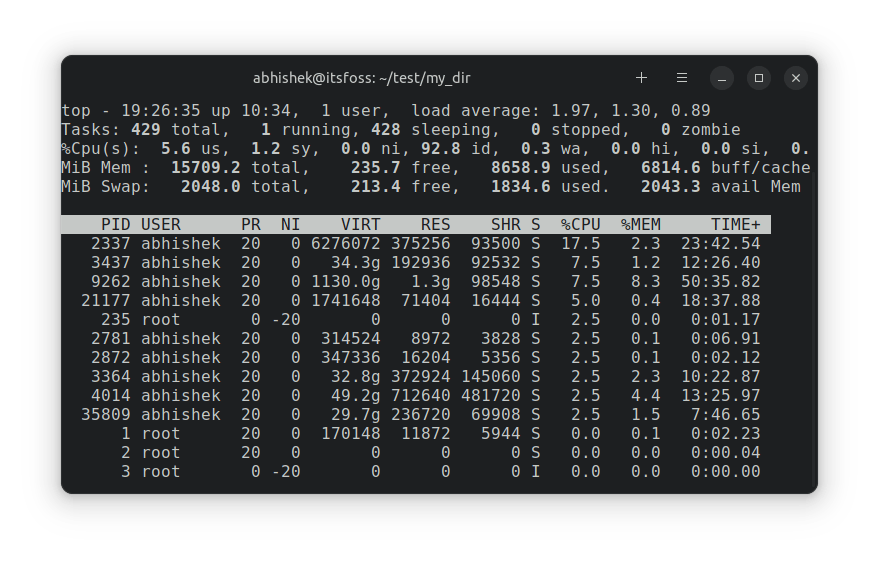 abhishek@itsfoss: ~/test/my_dir
top - 19:26:35 up 10:34,  1 user,  load average: 1.97, 1.30, 0.89
Tasks: 429 total,   1 running, 428 sleeping,   0 stopped,   0 zombie
%Cpu(s):  5.6 us,  1.2 sy,  0.0 ni, 92.8 id,  0.3 wa,  0.0 hi,  0.0 si,  0.
MiB Mem :  15709.2 total,    235.7 free,   8658.9 used,   6814.6 buff/cache
MiB Swap:   2048.0 total,    213.4 free,   1834.6 used.   2043.3 avail Mem
    PID USER      PR  NI    VIRT    RES    SHR S  %CPU  %MEM     TIME+
   2337 abhishek  20   0 6276072 375256  93500 S  17.5   2.3  23:42.54
   3437 abhishek  20   0   34.3g 192936  92532 S   7.5   1.2  12:26.40
   9262 abhishek  20   0 1130.0g   1.3g  98548 S   7.5   8.3  50:35.82
  21177 abhishek  20   0 1741648  71404  16444 S   5.0   0.4  18:37.88
    235 root       0 -20       0      0      0 I   2.5   0.0   0:01.17
   2781 abhishek  20   0  314524   8972   3828 S   2.5   0.1   0:06.91
   2872 abhishek  20   0  347336  16204   5356 S   2.5   0.1   0:02.12
   3364 abhishek  20   0   32.8g 372924 145060 S   2.5   2.3  10:22.87
   4014 abhishek  20   0   49.2g 712640 481720 S   2.5   4.4  13:25.97
  35809 abhishek  20   0   29.7g 236720  69908 S   2.5   1.5   7:46.65
      1 root      20   0  170148  11872   5944 S   0.0   0.1   0:02.23
      2 root      20   0       0      0      0 S   0.0   0.0   0:00.04
      3 root       0 -20       0      0      0 I   0.0   0.0   0:00.00